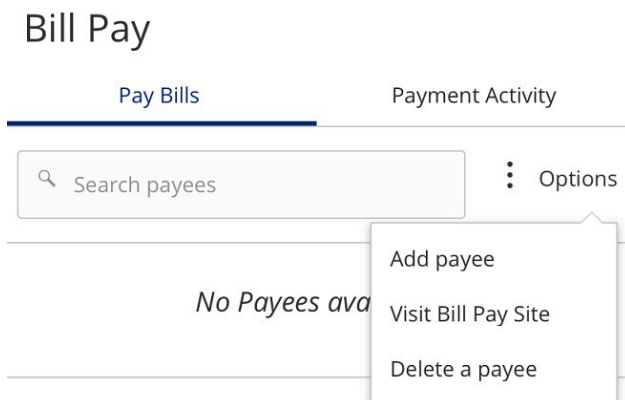 Bill Pay
Pay Bills
Payment Activity
Search payees
Options
Add payee
No Payees
Visit Bill Pay Site
Delete a payee